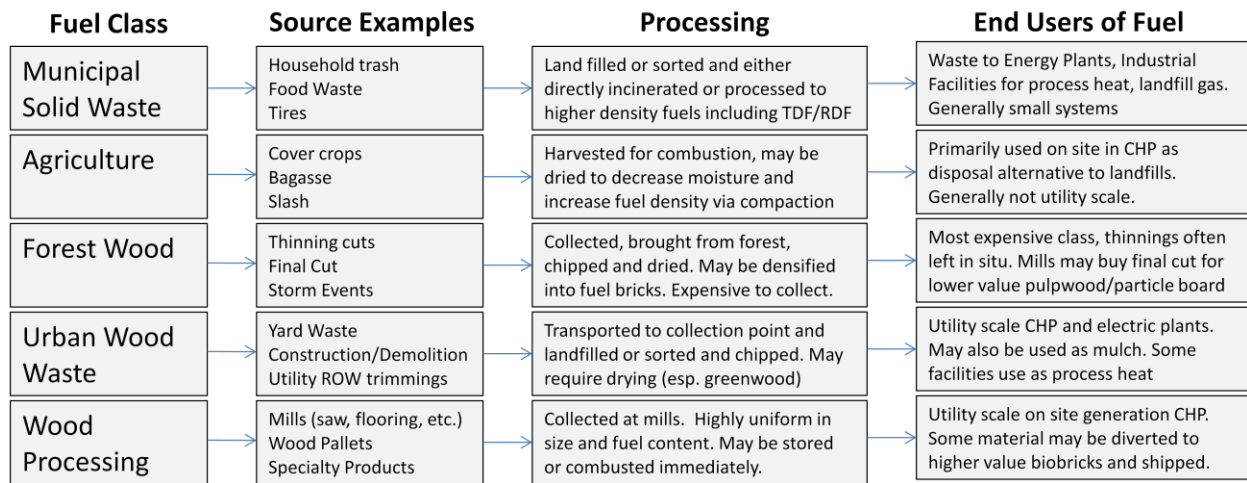 Fuel Class
Source Examples
Processing
End Users of Fuel
Municipal
Solid Waste
Household trash
Food Waste
Tires
Land filled or sorted and either
directly incinerated or processed to
higher density fuels including TDF/RDF
Waste to Energy Plants, Industrial
Facilities for process heat, landfill gas.
Generally small systems
Agriculture
Cover crops
Bagasse
Slash
Harvested for combustion, may be
dried to decrease moisture and
increase fuel density via compaction
Primarily used on site in CHP as
disposal alternative to landfills.
Generally not utility scale.
Forest Wood
Thinning cuts
Final Cut
Storm Events
Collected, brought from forest,
chipped and dried. May be densified
into fuel bricks. Expensive to collect.
Most expensive class, thinnings often
left in situ. Mills may buy final cut for
lower value pulpwood/particle board
Urban Wood
Waste
Yard Waste
Construction/Demolition
Utility ROW trimmings
Transported to collection point and
landfilled or sorted and chipped. May
require drying (esp. greenwood)
Utility scale CHP and electric plants.
May also be used as mulch. Some
facilities use as process heat
Wood
Processing
Mills (saw, flooring, etc.)
Wood Pallets
Specialty Products
Collected at mills. Highly uniform in
size and fuel content. May be stored
or combusted immediately.
Utility scale on site generation CHP.
Some material may be diverted to
higher value biobricks and shipped.